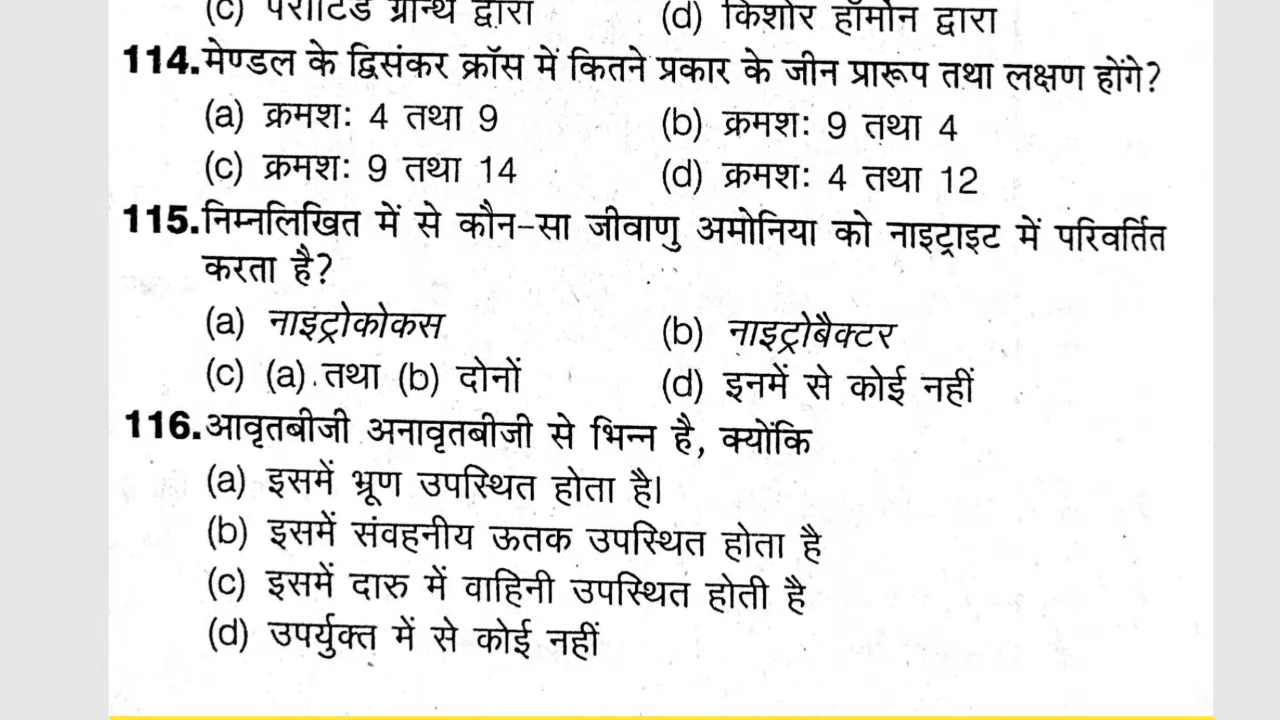 (c) पैराटिड ग्रन्थि द्वारा (d) किशोर हॉर्मोन द्वारा
114. मेण्डल के द्विसंकर क्रॉस में कितने प्रकार के जीन प्रारूप तथा लक्षण होंगे?
(a) क्रमशः 4 तथा 9 (b) क्रमशः 9 तथा 4
(c) क्रमशः 9 तथा 14 (d) क्रमशः 4 तथा 12
115. निम्नलिखित में से कौन-सा जीवाणु अमोनिया को नाइट्राइट में परिवर्तित
करता है?
(a) नाइट्रोकोकस (b) नाइट्रोबैक्टर
(c) (a) तथा (b) दोनों (d) इनमें से कोई नहीं
116. आवृतबीजी अनावृतबीजी से भिन्न है, क्योंकि
(a) इसमें भ्रूण उपस्थित होता है।
(b) इसमें संवहनीय ऊतक उपस्थित होता है
(c) इसमें दारु में वाहिनी उपस्थित होती है
(d) उपर्युक्त में से कोई नहीं